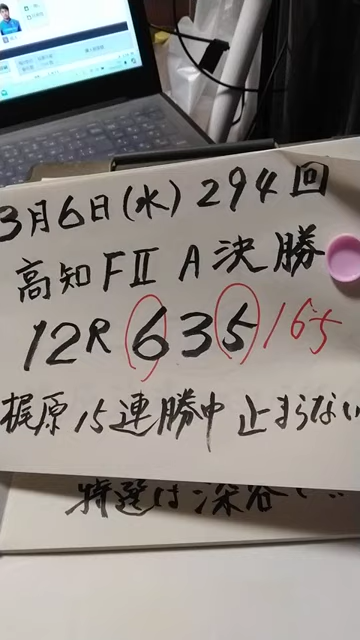 3月6日(水) 294回
高知FⅡ A決勝
12R 635 165
梶原15連勝中 止まらない
特選は深谷で…